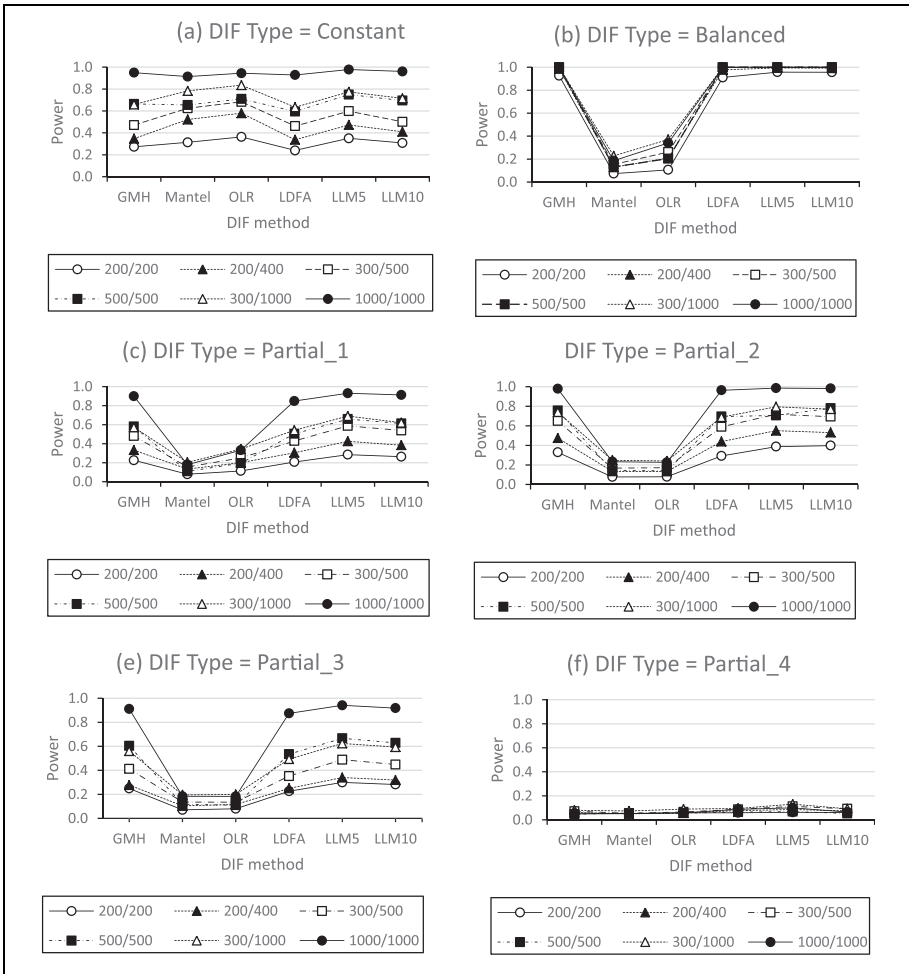 (a) DIF Type = Constant
1.0
0.8
0.6
0.4
0.2
0.0
Power
GMH Mantel OLR LDFA LLM5 LLM10
DIF method
200/200 200/400 300/500
500/500 300/1000 1000/1000
(b) DIF Type = Balanced
1.0
0.8
0.6
0.4
0.2
0.0
Power
GMH Mantel OLR LDFA LLM5 LLM10
DIF method
200/200 200/400 300/500
500/500 300/1000 1000/1000
(c) DIF Type = Partial_1
1.0
0.8
0.6
0.4
0.2
0.0
Power
GMH Mantel OLR LDFA LLM5 LLM10
DIF method
200/200 200/400 300/500
500/500 300/1000 1000/1000
DIF Type = Partial_2
1.0
0.8
0.6
0.4
0.2
0.0
Power
GMH Mantel OLR LDFA LLM5 LLM10
DIF method
200/200 200/400 300/500
500/500 300/1000 1000/1000
(e) DIF Type = Partial_3
1.0
0.8
0.6
0.4
0.2
0.0
Power
GMH Mantel OLR LDFA LLM5 LLM10
DIF method
200/200 200/400 300/500
500/500 300/1000 1000/1000
(f) DIF Type = Partial_4
1.0
0.8
0.6
0.4
0.2
0.0
Power
GMH Mantel OLR LDFA LLM5 LLM10
DIF method
200/200 200/400 300/500
500/500 300/1000 1000/1000